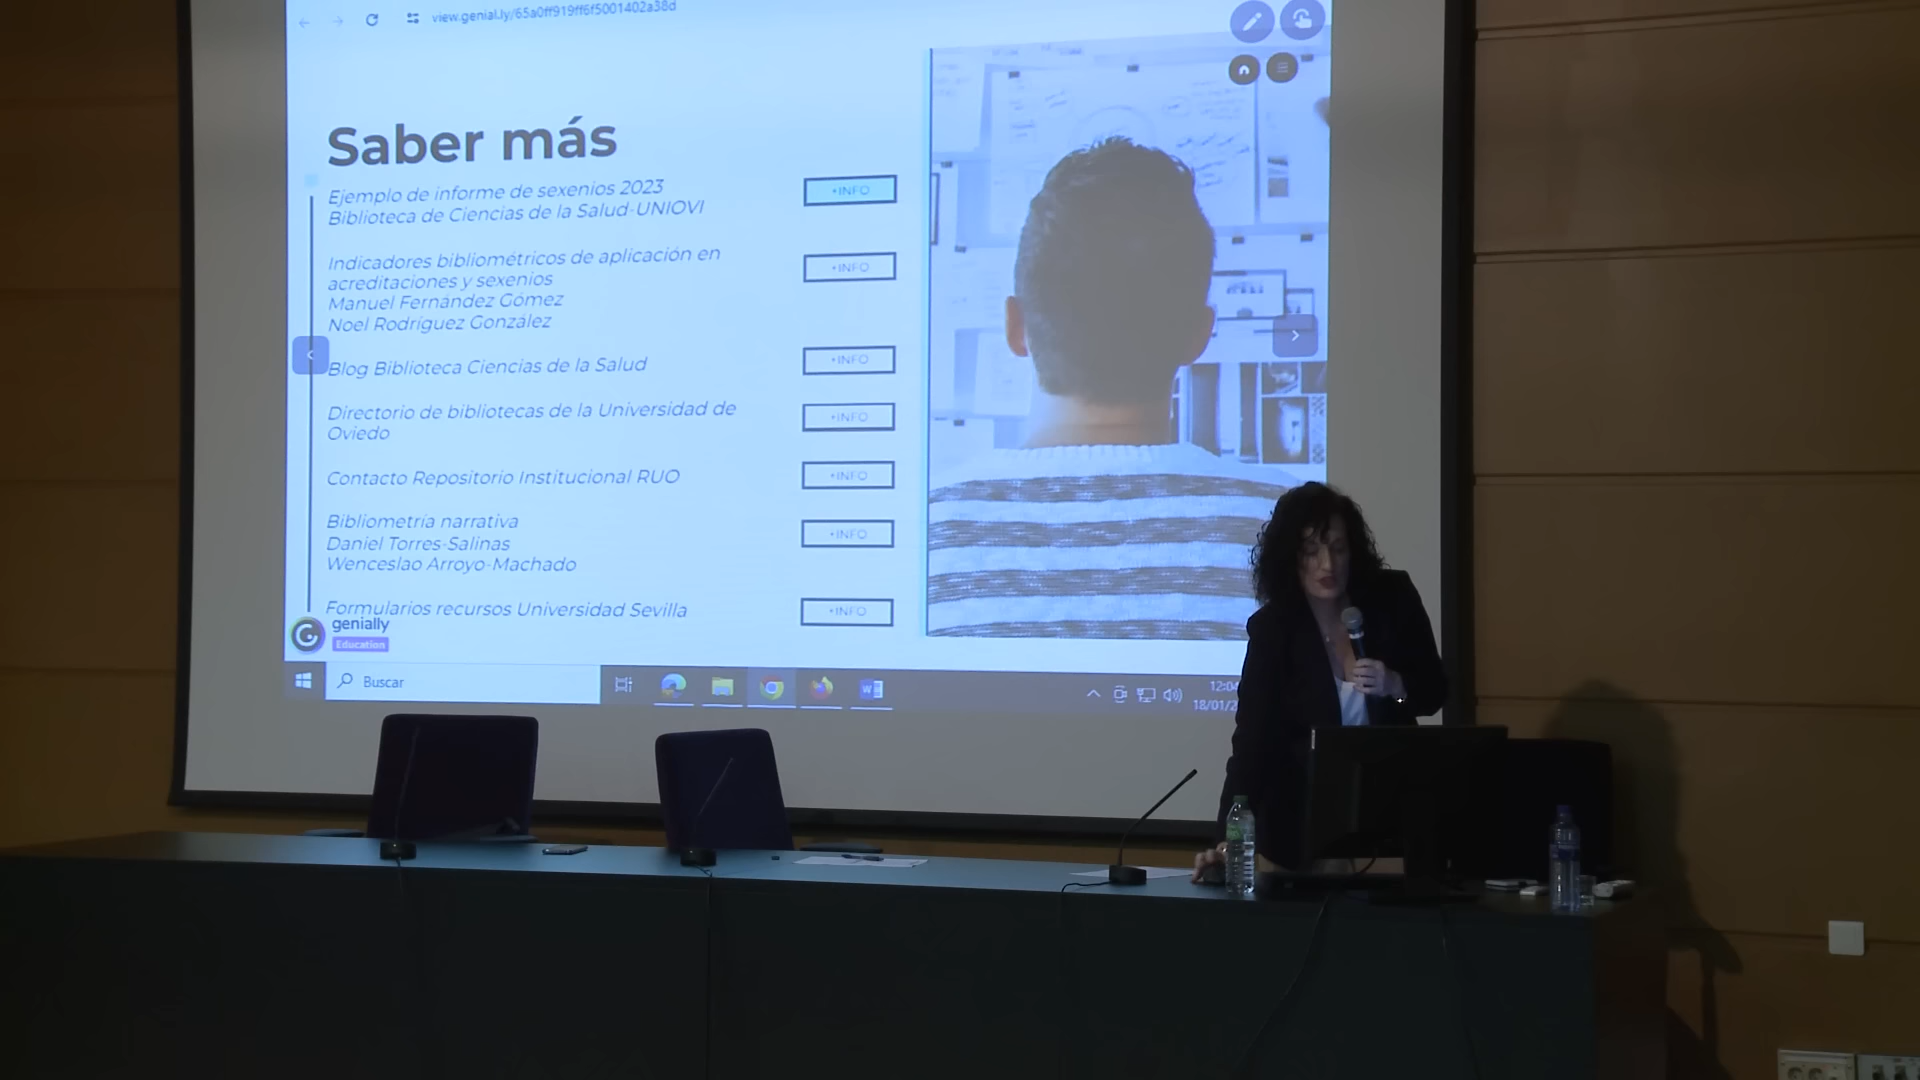 view.genial.ly/65a0ff919ff6f5001402a38d
Saber más
Ejemplo de informe de sexenios 2023
Biblioteca de Ciencias de la Salud-UNIOVI
+INFO
Indicadores bibliométricos de aplicación en
acreditaciones y sexenios
Manuel Fernández Gómez
Noel Rodríguez González
+INFO
Blog Biblioteca Ciencias de la Salud
+INFO
Directorio de bibliotecas de la Universidad de
Oviedo
+INFO
Contacto Repositorio Institucional RUO
+INFO
Bibliometría narrativa
Daniel Torres-Salinas
Wenceslao Arroyo-Machado
+INFO
Formularios recursos Universidad Sevilla
+INFO
genially
Education
Buscar
W
12:04
18/01/2